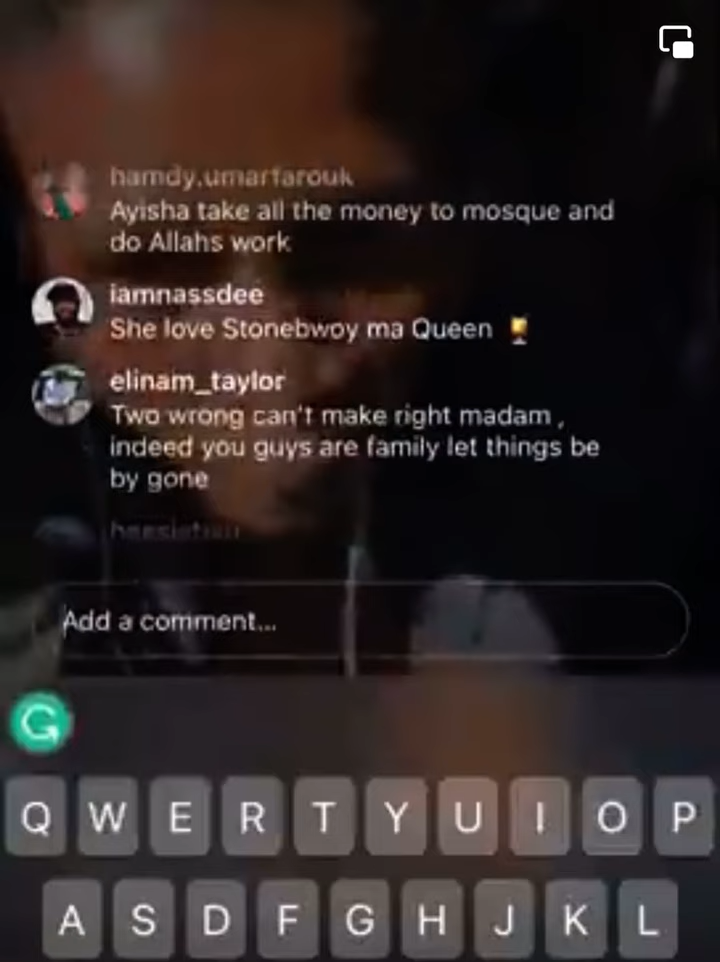 hamdy.umarfarouk
Ayisha take all the money to mosque and
do Allahs work
iamnassdee
She love Stonebwoy ma Queen
elinam_taylor
Two wrong can't make right madam ,
indeed you guys are family let things be
by gone
Add a comment...
Q W E R T Y U I O P
A S D F G H J K L